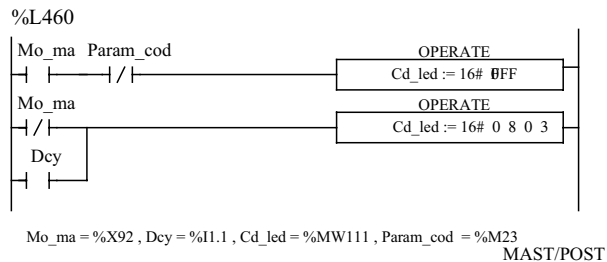 %L460
Mo_ma Param_cod OPERATE
Cd_led := 16# FFF
Mo_ma OPERATE
Cd_led := 16# 0 8 0 3
Dcy
Mo_ma = %X92 , Dcy = %I1.1 , Cd_led = %MW111 , Param_cod = %M23
MAST/POST